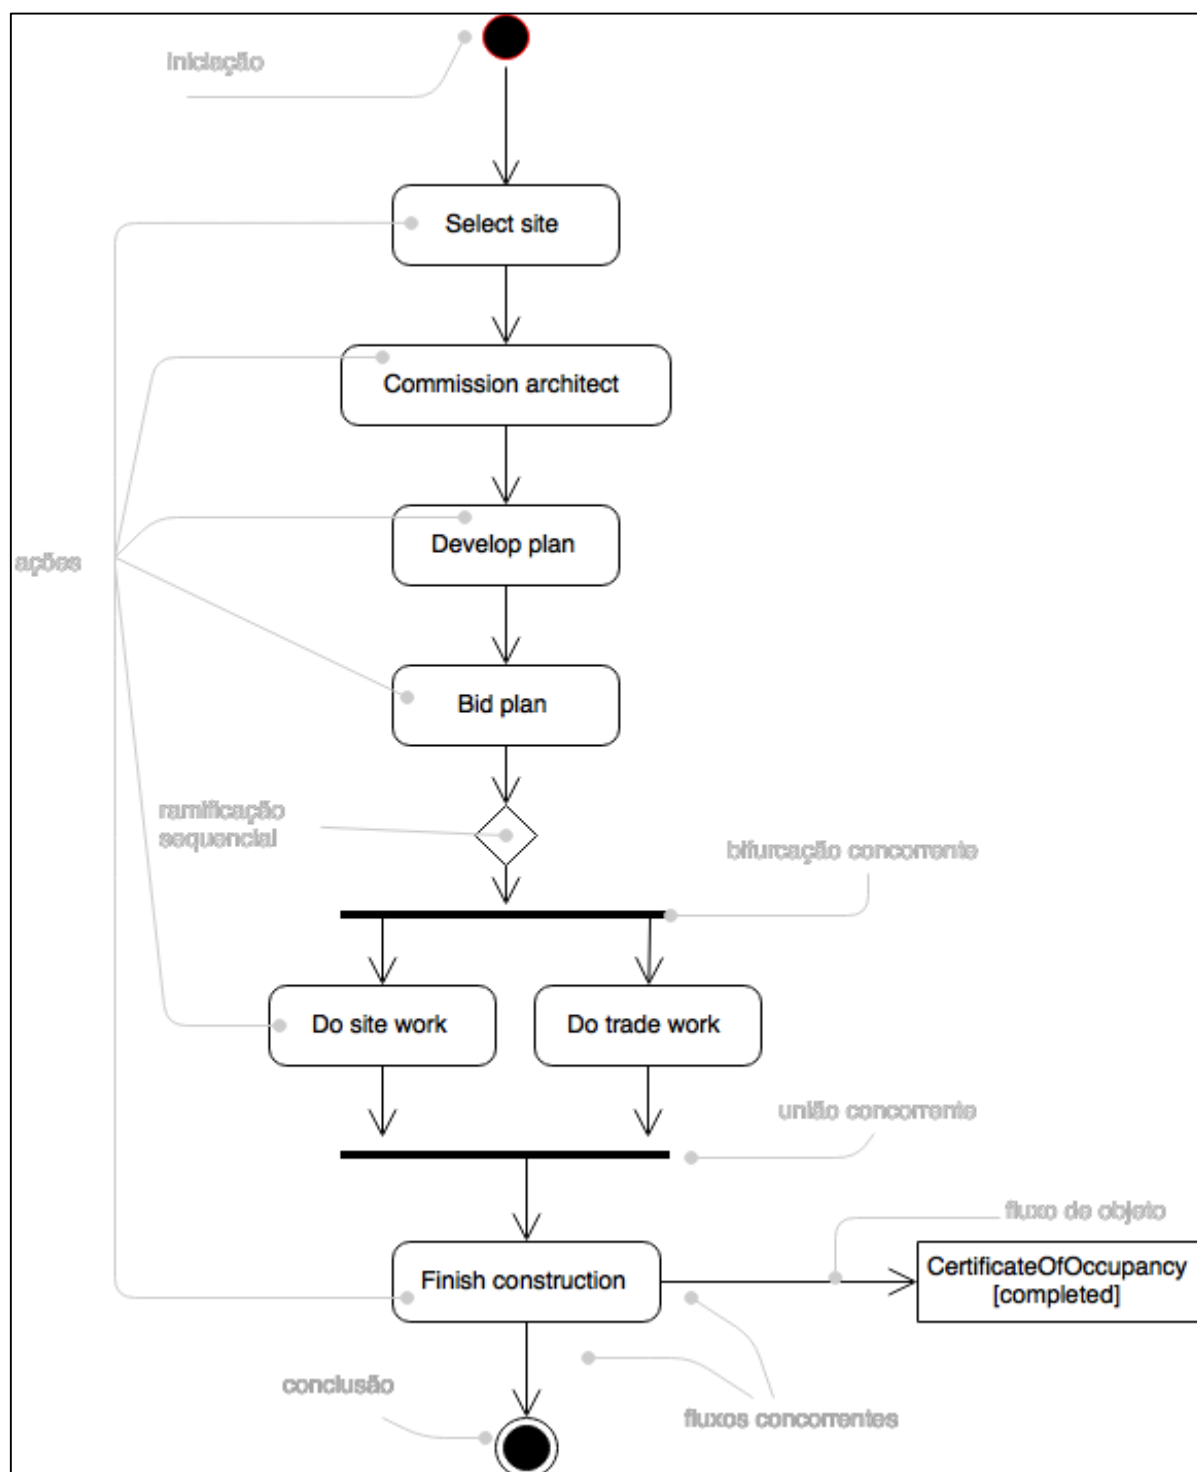 iniciação
Select site
Commission architect
Develop plan
ações
Bid plan
ramificação
sequencial
bifurcação concorrente
Do site work
Do trade work
união concorrente
fluxo de objeto
CertificateOfOccupancy
[completed]
Finish construction
conclusão
fluxos concorrentes